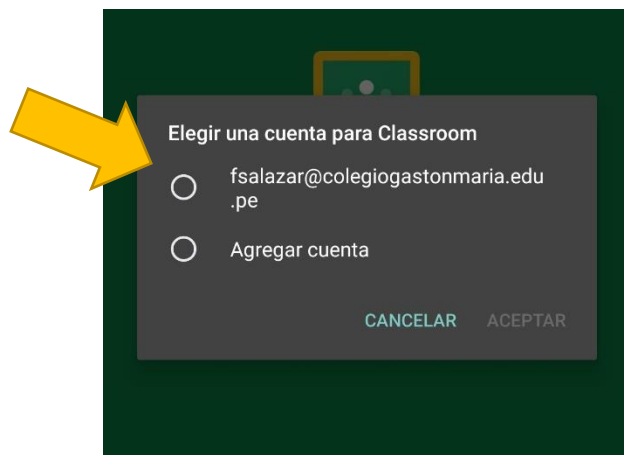 Elegir una cuenta para Classroom
fsalazar@colegiogastonmaria.edu
.pe
Agregar cuenta
CANCELAR ACEPTAR